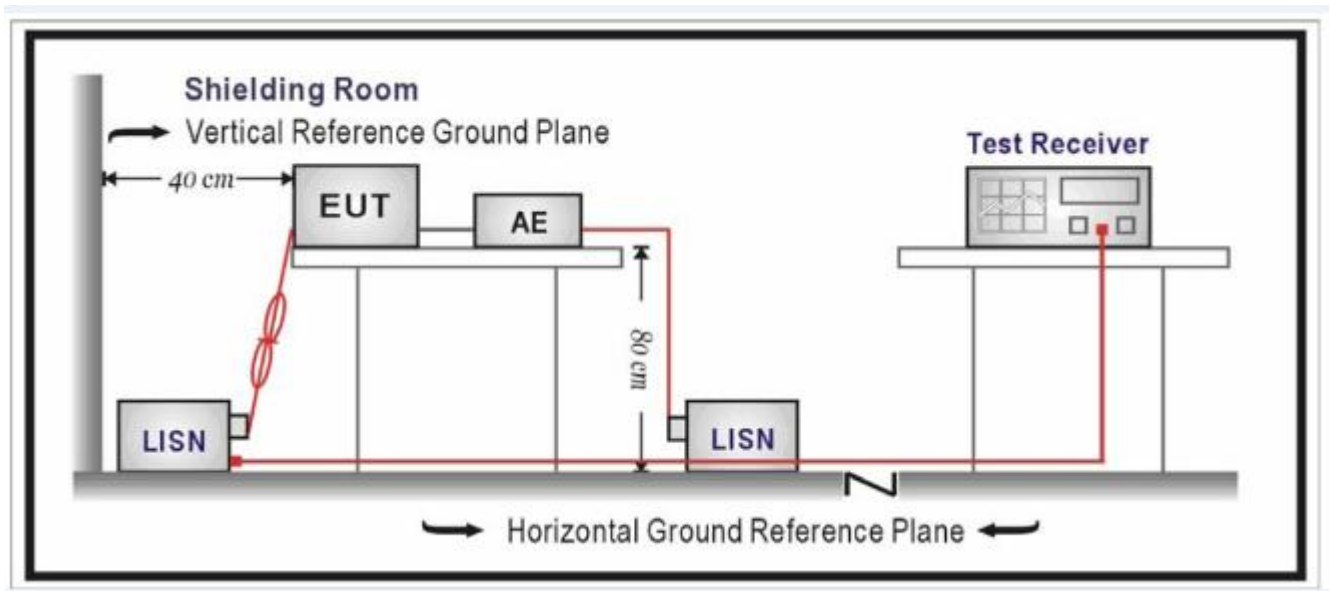 Shielding Room
Vertical Reference Ground Plane
Test Receiver
40 cm
EUT
AE
80 cm
LISN
LISN
Horizontal Ground Reference Plane